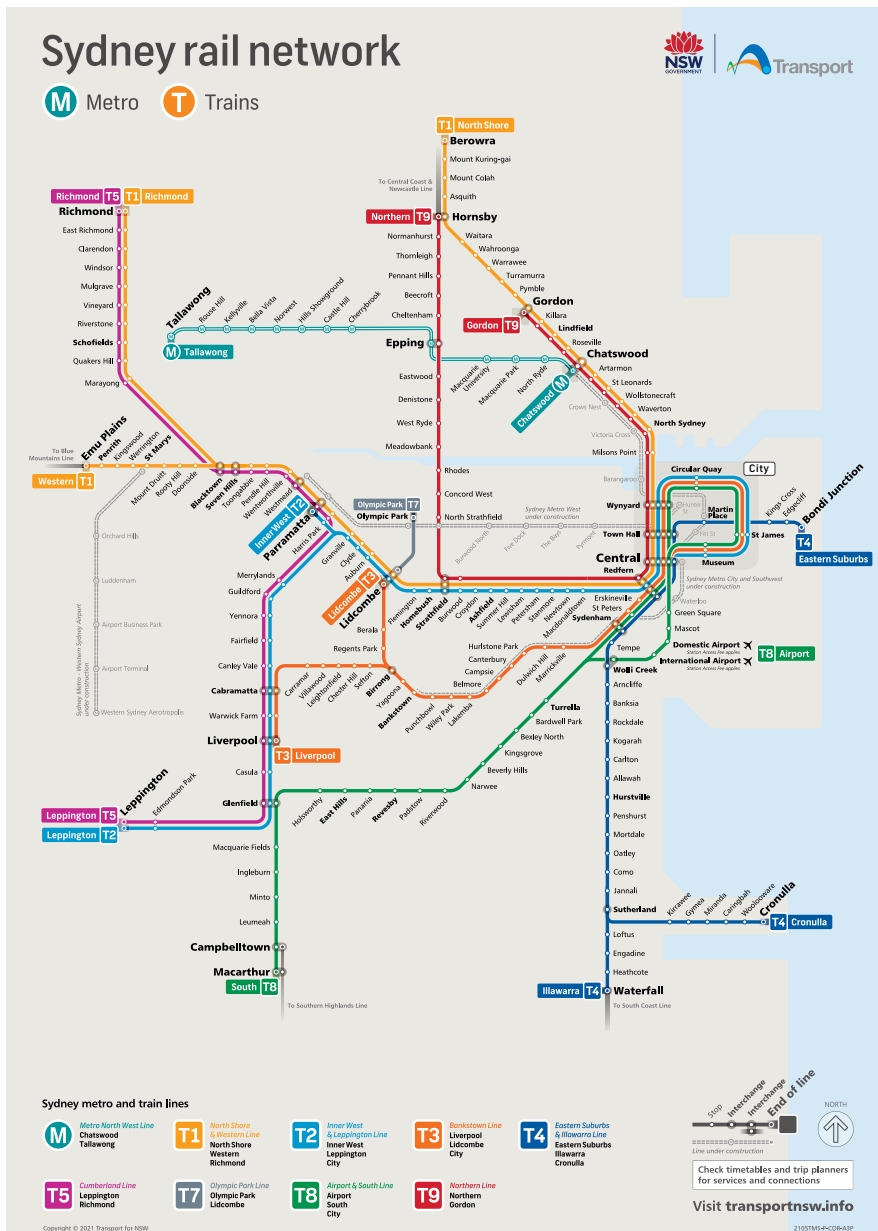 Sydney rail network
NSW
GOVERNMENT
Transport
M Metro
T Trains
T1 North Shore
Berowra
Mount Kuring-gai
Mount Colah
Asquith
To Central Coast &
Newcastle Line
Northern T9
Hornsby
Normanhurst
Thornleigh
Pennant Hills
Beecroft
Cheltenham
Epping
Eastwood
Denistone
West Ryde
Meadowbank
Rhodes
Concord West
North Strathfield
Waitara
Wahroonga
Warrawee
Turramurra
Pymble
Gordon
Gordon T9
Killara
Lindfield
Roseville
Chatswood
Chatswood M
Artarmon
St Leonards
Wollstonecraft
Waverton
North Sydney
Milsons Point
Crows Nest
Victoria Cross
Barangaroo
Richmond T5
T1 Richmond
Richmond
East Richmond
Clarendon
Windsor
Mulgrave
Vineyard
Riverstone
Schofields
Quakers Hill
Marayong
Tallawong
M Tallawong
Rouse Hill
Kellyville
Bella Vista
Norwest
Hills Showground
Castle Hill
Cherrybrook
Macquarie
University
Macquarie Park
North Ryde
To Blue
Mountains Line
Western T1
Emu Plains
Penrith
Kingswood
Werrington
St Marys
Mount Druitt
Rooty Hill
Doonside
Blacktown
Seven Hills
Toongabbie
Pendle Hill
Wentworthville
Westmead
Parramatta
Inner West T2
Harris Park
Granville
Clyde
Auburn
Lidcombe T3
Lidcombe
Olympic Park T7
Olympic Park
Flemington
Homebush
Strathfield
Burwood
Croydon
Ashfield
Summer Hill
Lewisham
Petersham
Stanmore
Newtown
Macdonaldtown
Burwood North
Five Dock
The Bays
Pyrmont
Sydney Metro West
under construction
Circular Quay
City
Wynyard
Hunter
St
Martin
Place
Town Hall
Pitt St
St James
Central
Museum
Redfern
Kings Cross
Edgecliff
Bondi Junction
T4
Eastern Suburbs
Sydney Metro City and Southwest
under construction
Waterloo
Erskineville
St Peters
Sydenham
Green Square
Mascot
Domestic Airport
Station Access Fee applies
International Airport
Station Access Fee applies
T8 Airport
Tempe
Wolli Creek
Arncliffe
Banksia
Rockdale
Kogarah
Carlton
Allawah
Hurstville
Penshurst
Mortdale
Oatley
Como
Jannali
Sutherland
Loftus
Engadine
Heathcote
Illawarra T4
Waterfall
To South Coast Line
Kirrawee
Gymea
Miranda
Caringbah
Woolooware
Cronulla
T4 Cronulla
Orchard Hills
Luddenham
Airport Business Park
Airport Terminal
Western Sydney Aerotropolis
Sydney Metro - Western Sydney Airport
under construction
Merrylands
Guildford
Yennora
Fairfield
Canley Vale
Cabramatta
Warwick Farm
Liverpool
T3 Liverpool
Casula
Glenfield
Leppington T5
Leppington T2
Leppington
Edmondson Park
Berala
Regents Park
Carramar
Villawood
Leightonfield
Chester Hill
Sefton
Birrong
Yagoona
Bankstown
Punchbowl
Wiley Park
Lakemba
Belmore
Campsie
Canterbury
Hurlstone Park
Dulwich Hill
Marrickville
Turrella
Bardwell Park
Bexley North
Kingsgrove
Beverly Hills
Narwee
Riverwood
Padstow
Revesby
Panania
East Hills
Holsworthy
Macquarie Fields
Ingleburn
Minto
Leumeah
Campbelltown
Macarthur
South T8
To Southern Highlands Line
Sydney metro and train lines
M
Metro North West Line
Chatswood
Tallawong
T1
North Shore
& Western Line
North Shore
Western
Richmond
T2
Inner West
& Leppington Line
Inner West
Leppington
City
T3
Bankstown Line
Liverpool
Lidcombe
City
T4
Eastern Suburbs
& Illawarra Line
Eastern Suburbs
Illawarra
Cronulla
T5
Cumberland Line
Leppington
Richmond
T7
Olympic Park Line
Olympic Park
Lidcombe
T8
Airport & South Line
Airport
South
City
T9
Northern Line
Northern
Gordon
Stop
Interchange
Interchange
End of line
Line under construction
NORTH
Check timetables and trip planners
for services and connections
Visit transportnsw.info
Copyright © 2021 Transport for NSW
2105TMS-P-COR-A3P